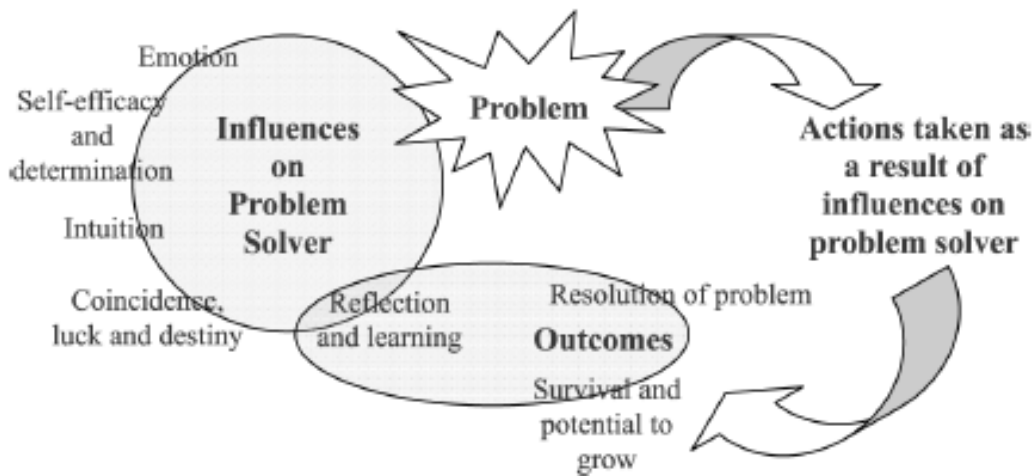 Emotion
Self-efficacy
and
determination
Intuition
Coincidence,
luck and destiny
Influences
on
Problem
Solver
Problem
Actions taken as
a result of
influences on
problem solver
Reflection
and learning
Resolution of problem
Outcomes
Survival and
potential to
grow